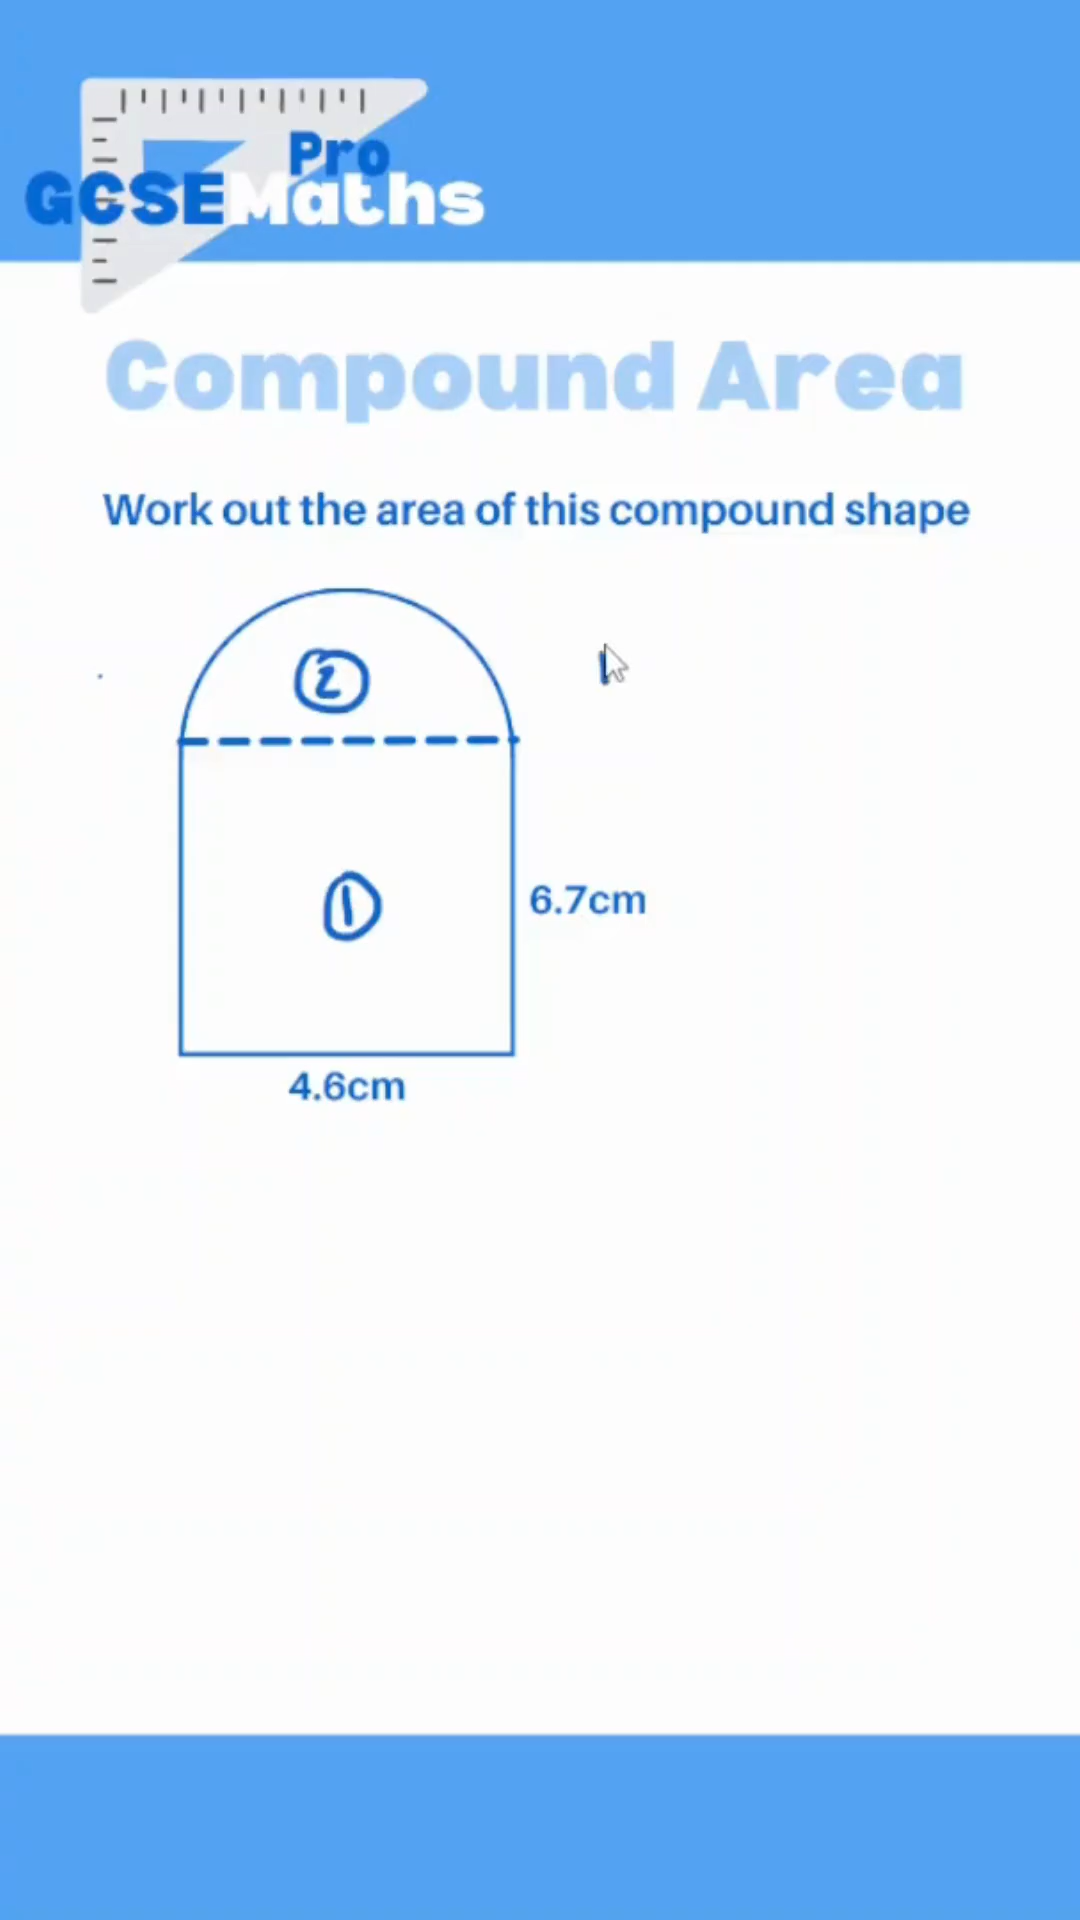 Pro
GCSEMaths
Compound Area
Work out the area of this compound shape
2
1
6.7cm
4.6cm